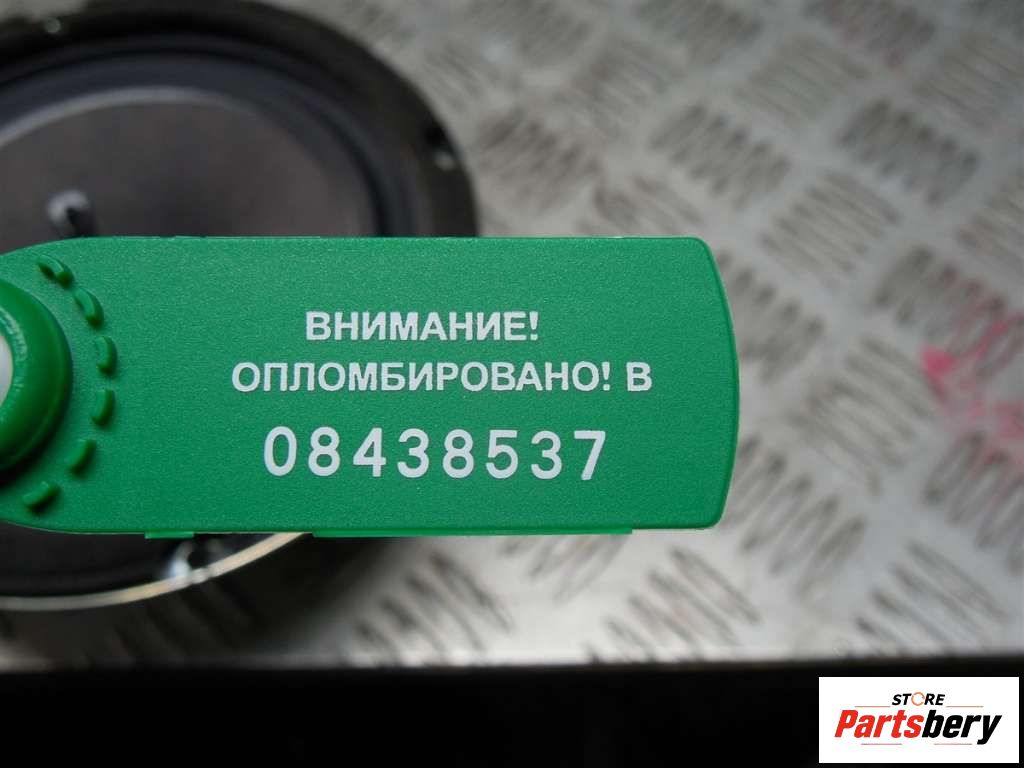 ВНИМАНИЕ!
ОПЛОМБИРОВАНО! В
08438537
STORE
Partsbery